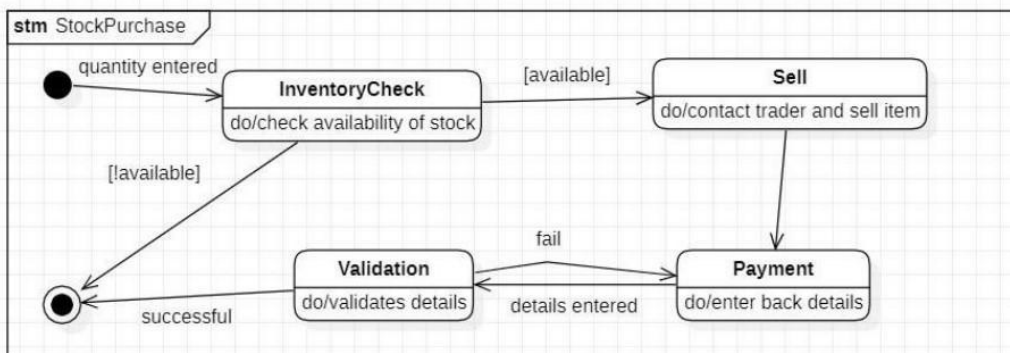 stm StockPurchase
quantity entered
InventoryCheck
do/check availability of stock
[available]
Sell
do/contact trader and sell item
[!available]
fail
Validation
do/validates details
Payment
do/enter back details
details entered
successful